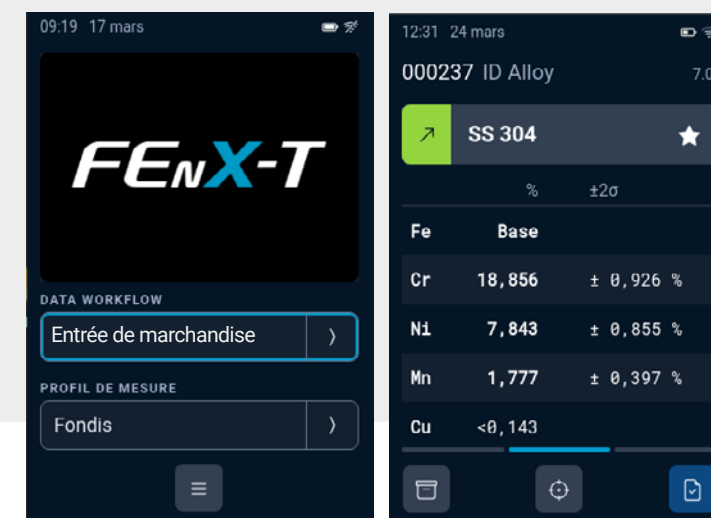 09:19 17 mars
FENX-T
DATA WORKFLOW
Entrée de marchandise
PROFIL DE MESURE
Fondis
12:31 24 mars
000237 ID Alloy 7.0
SS 304
% ±2σ
Fe Base
Cr 18,856 ± 0,926 %
Ni 7,843 ± 0,855 %
Mn 1,777 ± 0,397 %
Cu <0,143